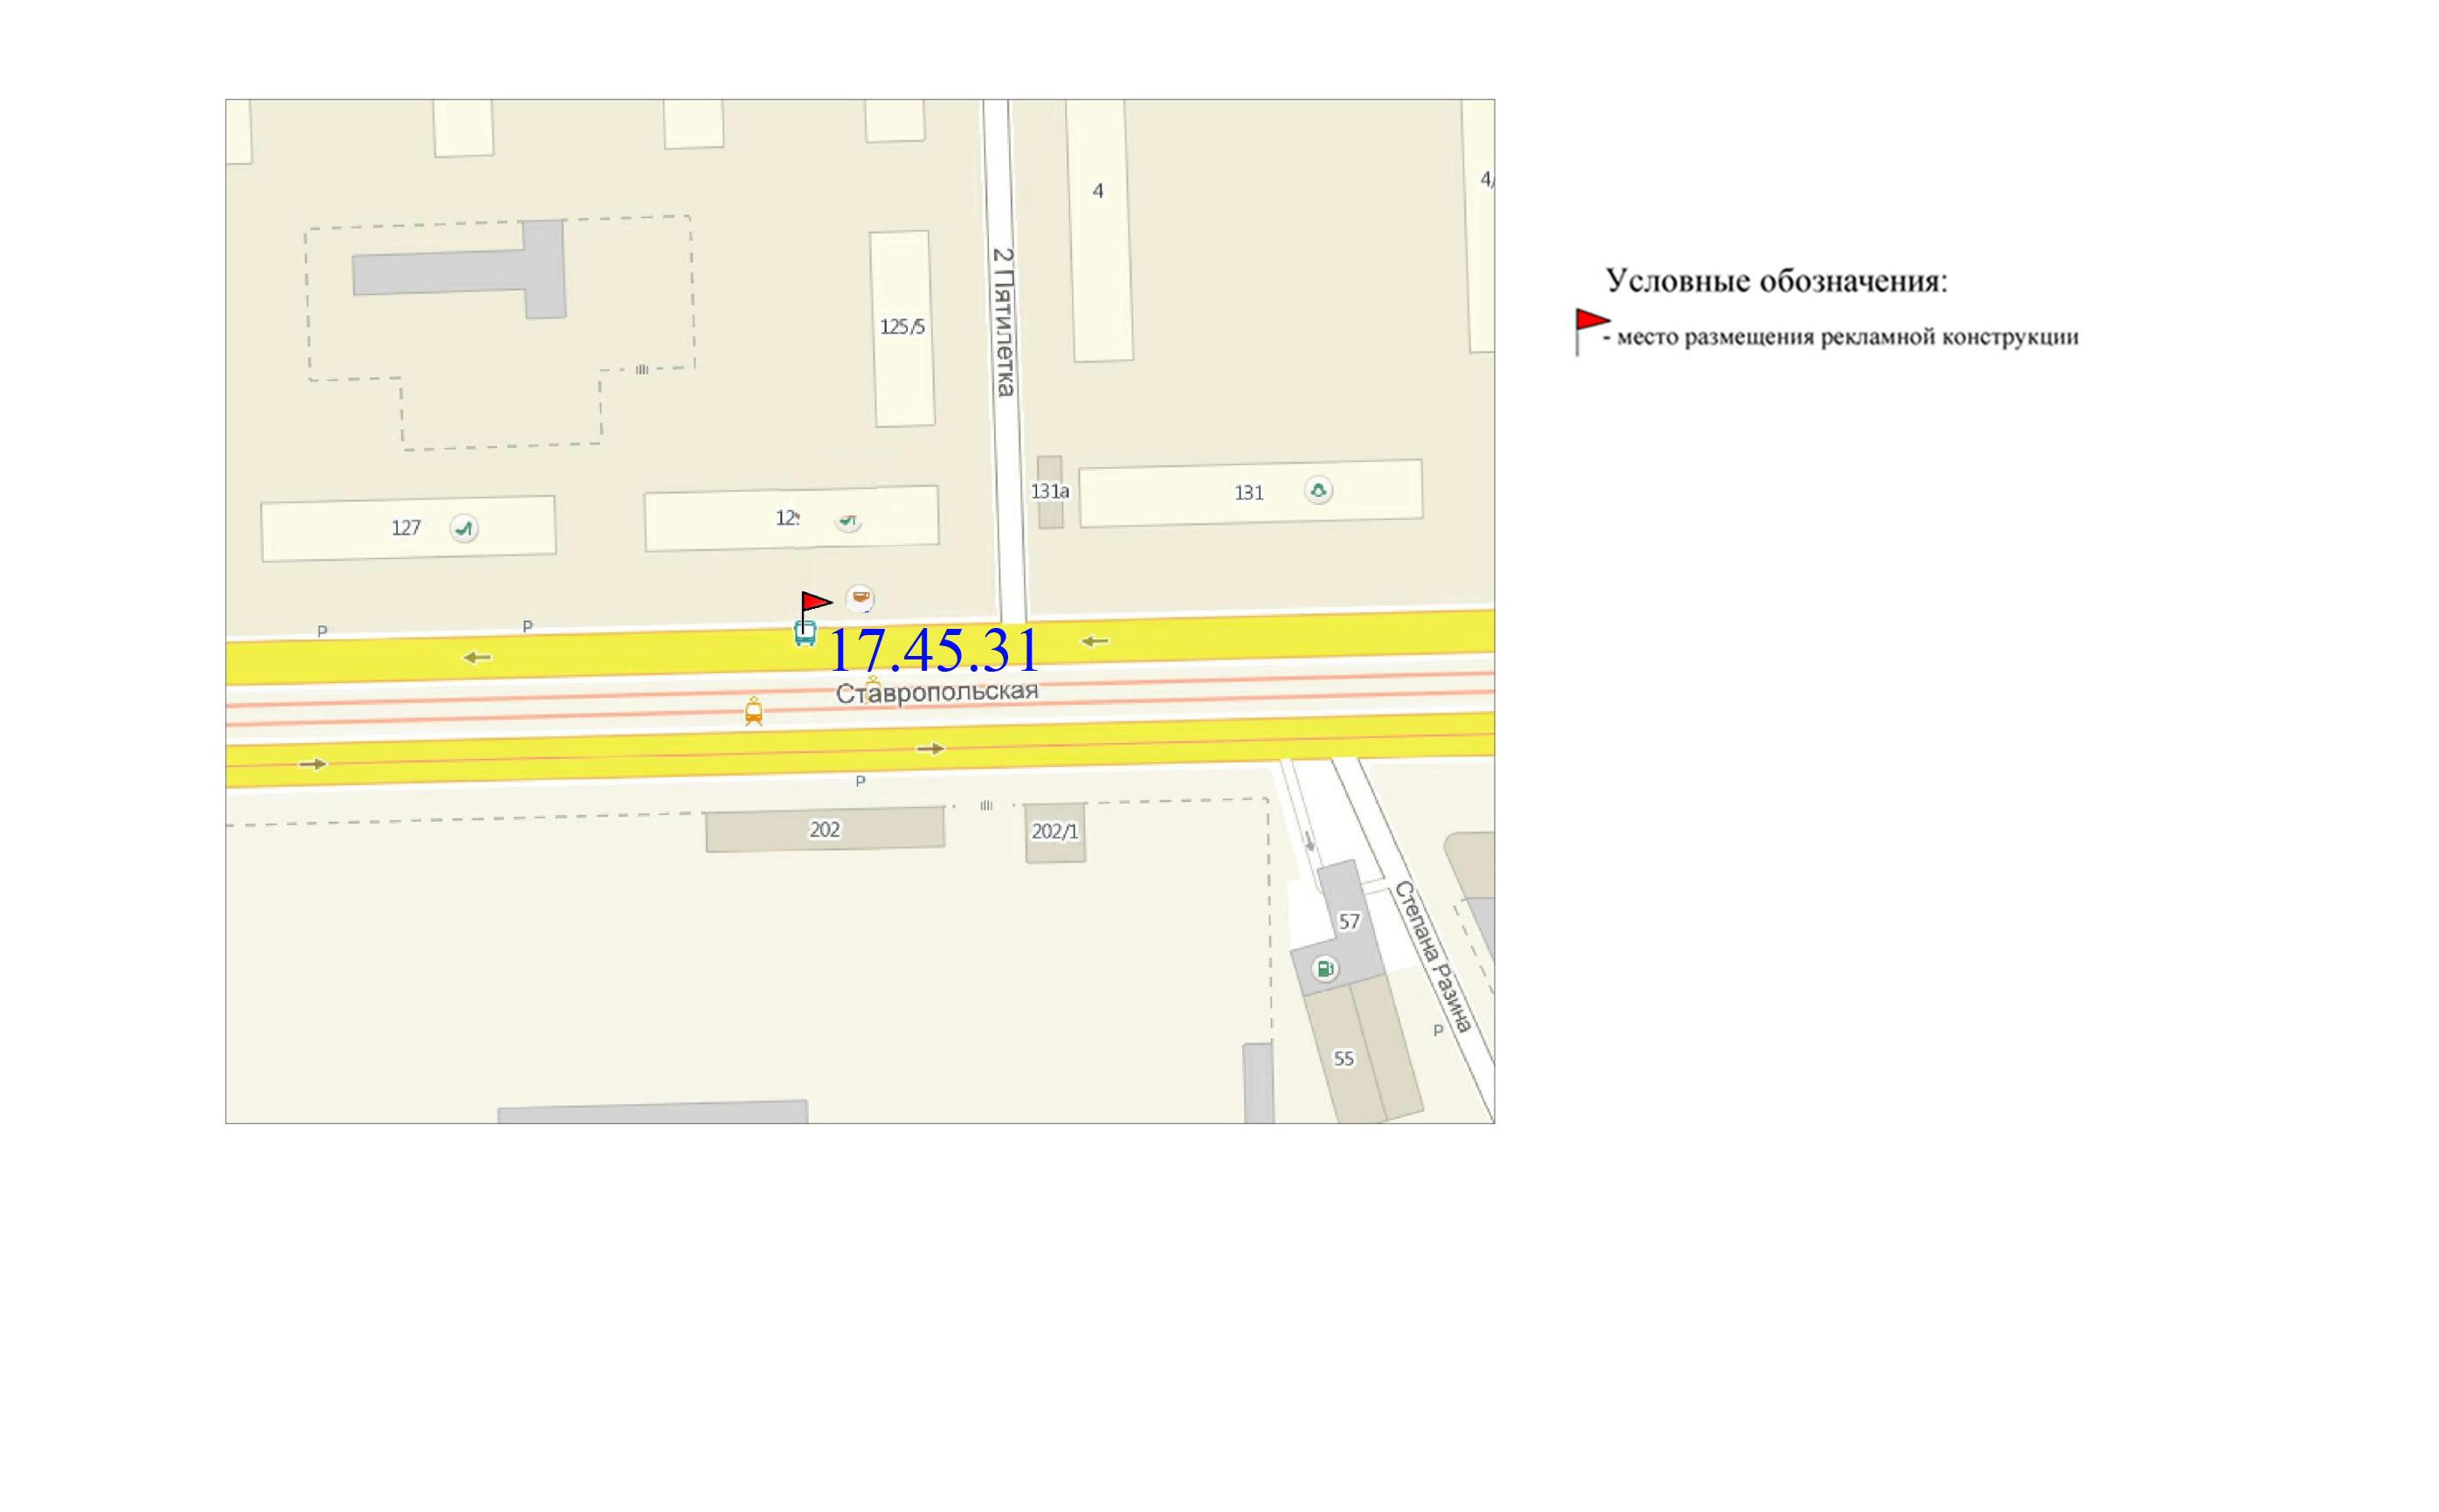 4
4/
2 Пятилетка
125/5
Условные обозначения:
- место размещения рекламной конструкции
127
131а
131
P
P
17.45.31
Ставропольская
P
202
202/1
57
Степана Разина
P
55